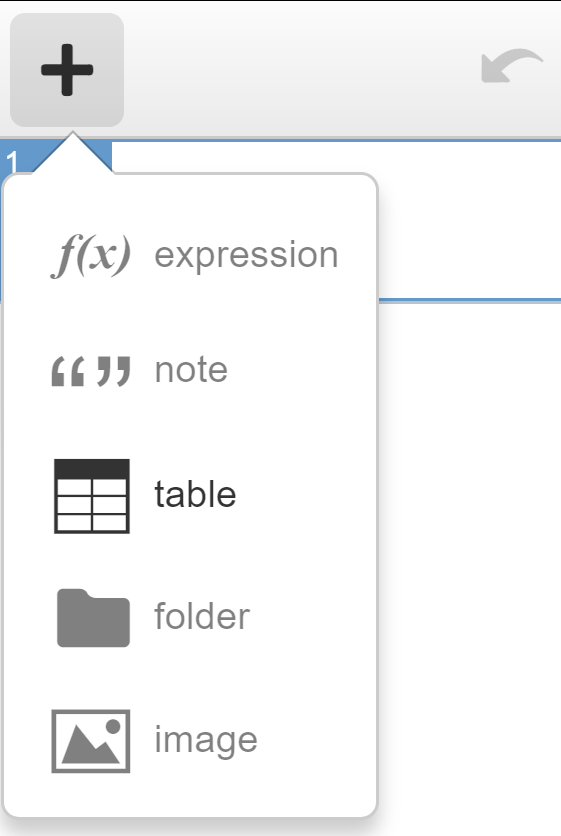 1
f(x) expression
“ ” note
table
folder
image